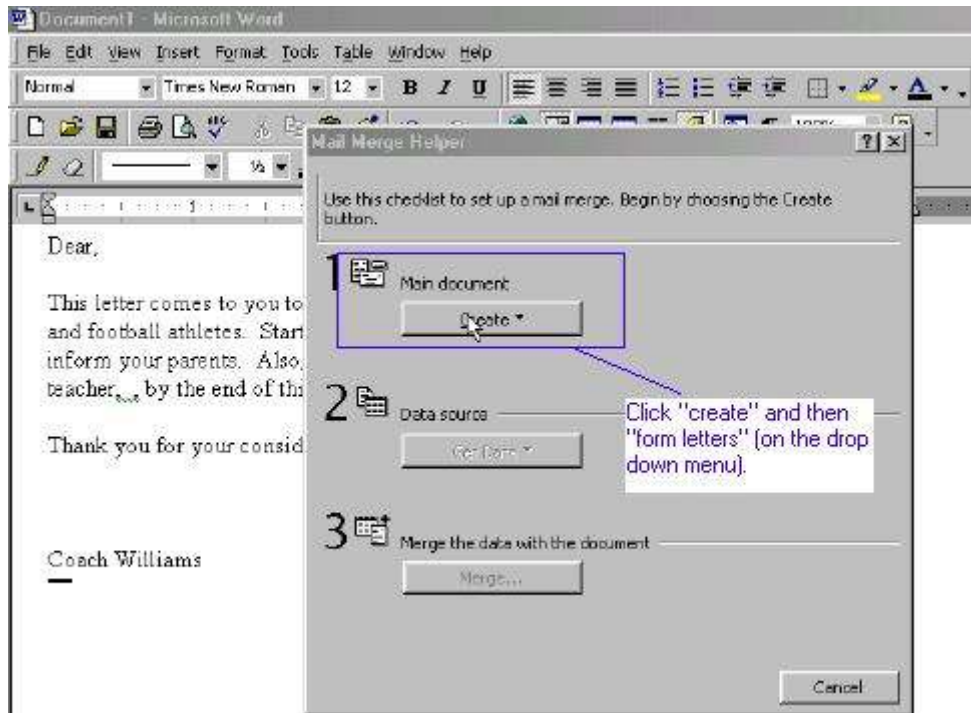 Document1 - Microsoft Word
File Edit View Insert Format Tools Table Window Help
Normal Times New Roman 12 B I U A
Mail Merge Helper
Use this checklist to set up a mail merge. Begin by choosing the Create
button.
Dear,
This letter comes to you to
and football athletes. Start
inform your parents. Also,
teacher, , by the end of thi
Thank you for your consid
Coach Williams
1 Main document
Create
2 Data source
Get Data
Click "create" and then
"form letters" (on the drop
down menu).
3 Merge the data with the document
Merge...
Cancel